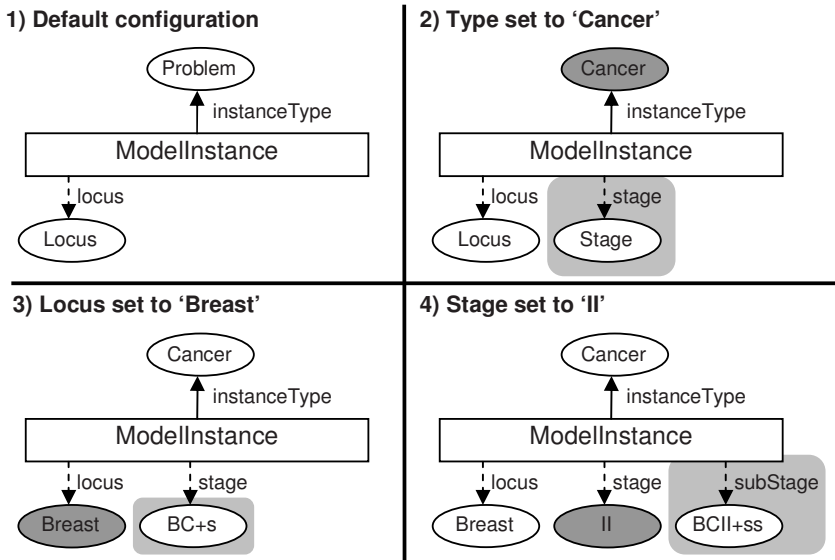 1) Default configuration
Problem
instanceType
ModelInstance
locus
Locus
2) Type set to ‘Cancer’
Cancer
instanceType
ModelInstance
locus
stage
Locus
Stage
3) Locus set to ‘Breast’
Cancer
instanceType
ModelInstance
locus
stage
Breast
BC+s
4) Stage set to ‘II’
Cancer
instanceType
ModelInstance
locus
stage
subStage
Breast
II
BCII+ss